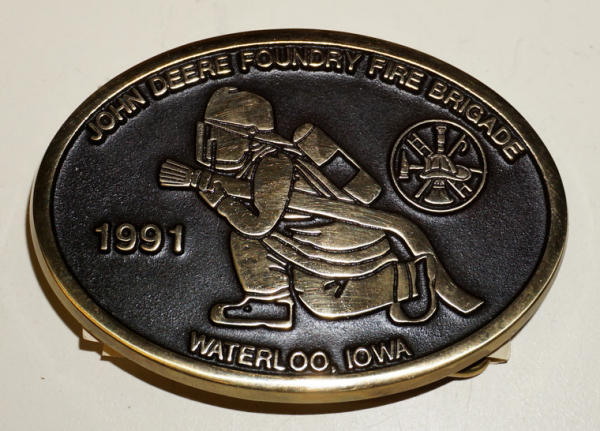 JOHN DEERE FOUNDRY FIRE BRIGADE
1991
WATERLOO, IOWA